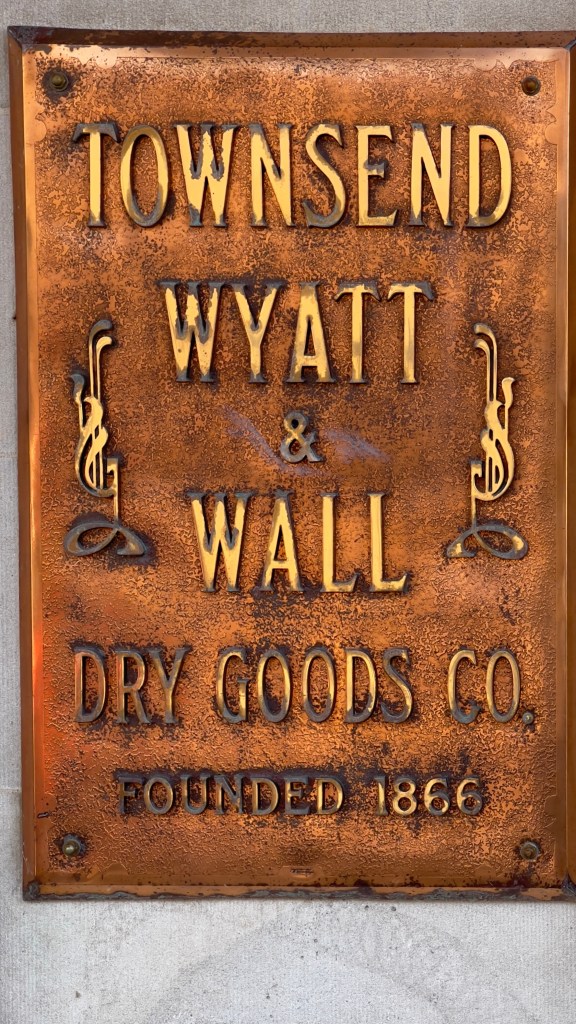 TOWNSEND
WYATT
&
WALL
DRY GOODS CO.
FOUNDED 1866